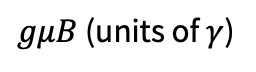 𝑔𝜇𝐵 (units of 𝛾)